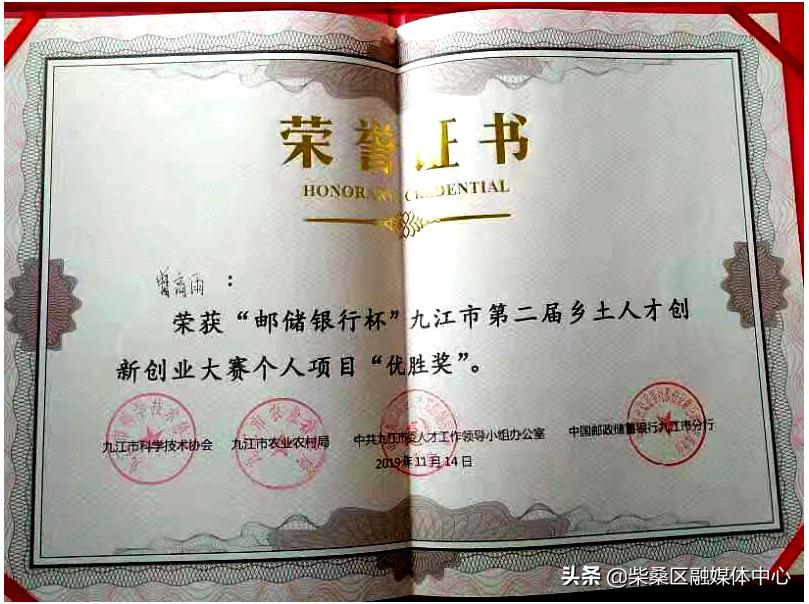 荣誉证书
HONORARY CREDENTIAL
曾商雨：
荣获“邮储银行杯”九江市第二届乡土人才创
新创业大赛个人项目“优胜奖”。
九江市科学技术协会 九江市农业农村局 中共九江市委人才工作领导小组办公室 中国邮政储蓄银行九江市分行
2019年11月14日
头条 @柴桑区融媒体中心